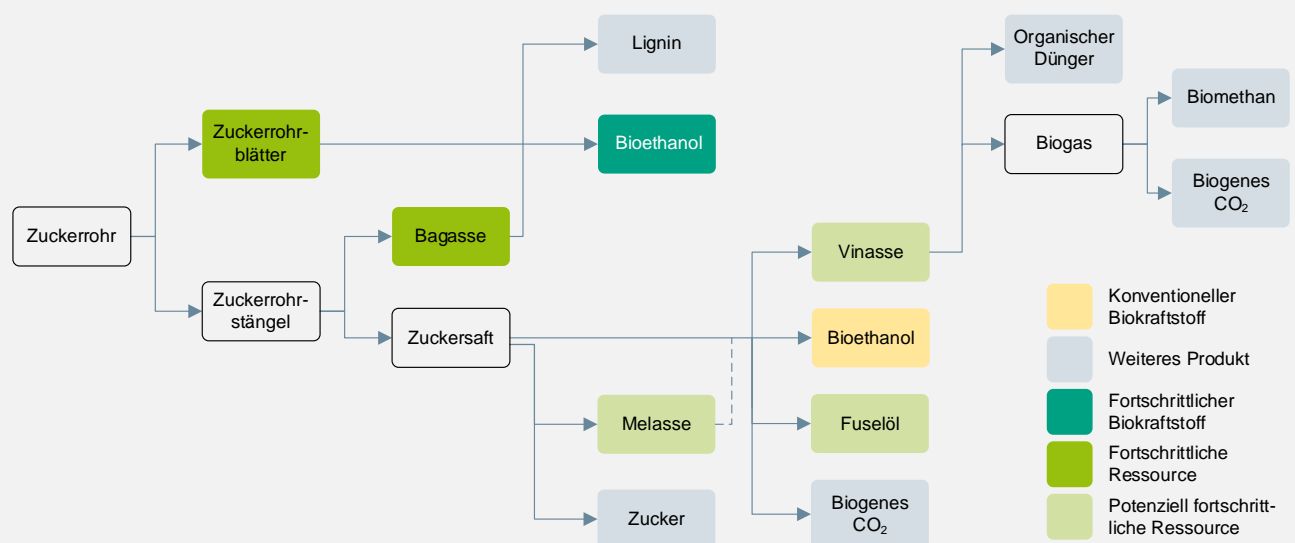 Zuckerrohr
Zuckerrohr-
blätter
Zuckerrohr-
stängel
Bagasse
Zuckersaft
Lignin
Bioethanol
Melasse
Zucker
Vinasse
Bioethanol
Fuselöl
Biogenes
CO₂
Organischer
Dünger
Biogas
Biomethan
Biogenes
CO₂
Konventioneller
Biokraftstoff
Weiteres Produkt
Fortschrittlicher
Biokraftstoff
Fortschrittliche
Ressource
Potenziell fortschritt-
liche Ressource